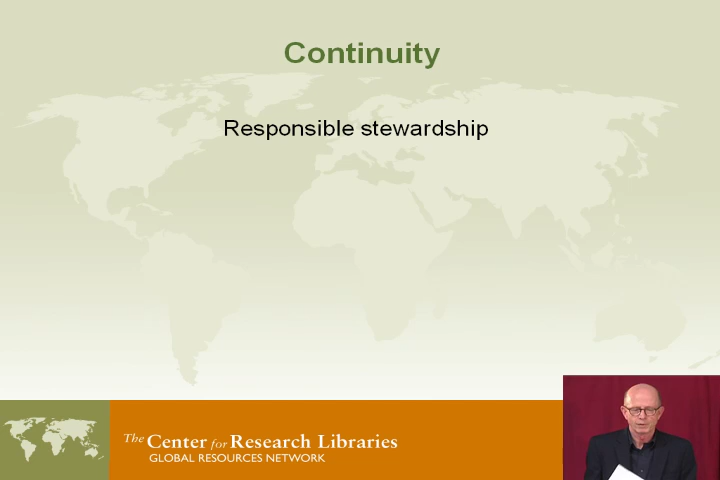 Continuity
Responsible stewardship
The Center for Research Libraries
GLOBAL RESOURCES NETWORK